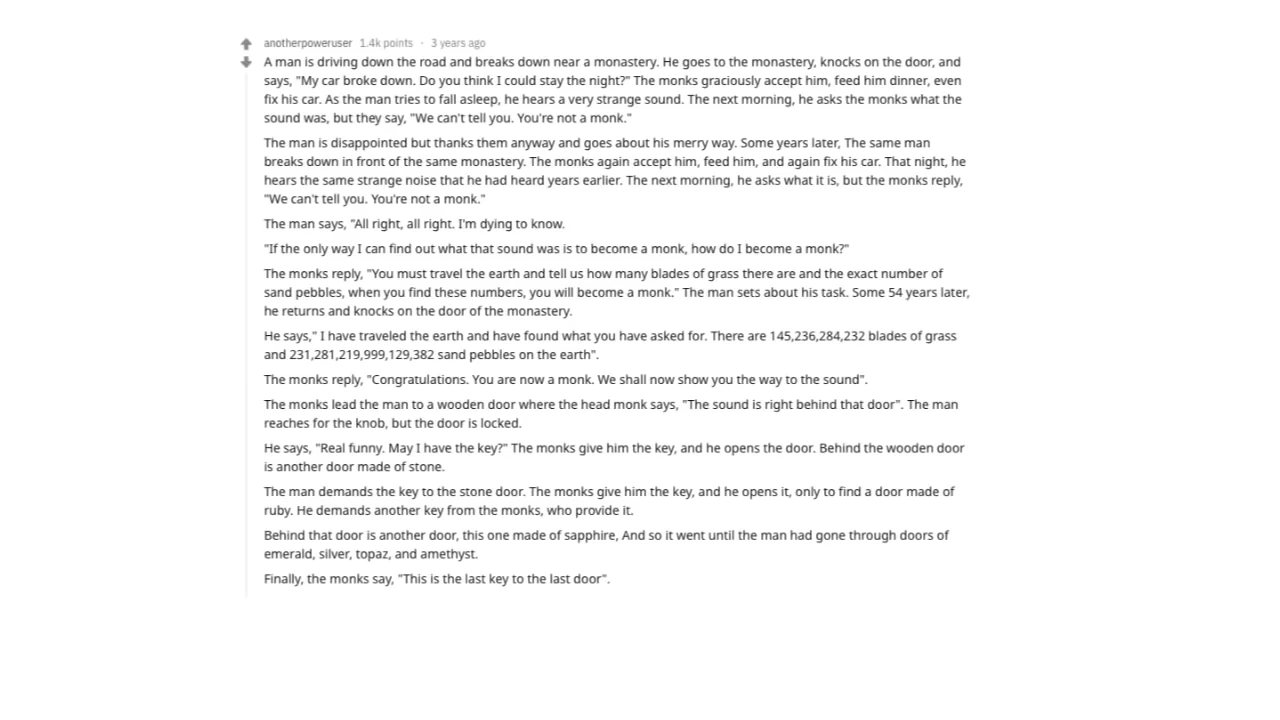 anotherpoweruser 1.4k points · 3 years ago
A man is driving down the road and breaks down near a monastery. He goes to the monastery, knocks on the door, and
says, "My car broke down. Do you think I could stay the night?" The monks graciously accept him, feed him dinner, even
fix his car. As the man tries to fall asleep, he hears a very strange sound. The next morning, he asks the monks what the
sound was, but they say, "We can't tell you. You're not a monk."
The man is disappointed but thanks them anyway and goes about his merry way. Some years later, The same man
breaks down in front of the same monastery. The monks again accept him, feed him, and again fix his car. That night, he
hears the same strange noise that he had heard years earlier. The next morning, he asks what it is, but the monks reply,
"We can't tell you. You're not a monk."
The man says, "All right, all right. I'm dying to know.
"If the only way I can find out what that sound was is to become a monk, how do I become a monk?"
The monks reply, "You must travel the earth and tell us how many blades of grass there are and the exact number of
sand pebbles, when you find these numbers, you will become a monk." The man sets about his task. Some 54 years later,
he returns and knocks on the door of the monastery.
He says," I have traveled the earth and have found what you have asked for. There are 145,236,284,232 blades of grass
and 231,281,219,999,129,382 sand pebbles on the earth".
The monks reply, "Congratulations. You are now a monk. We shall now show you the way to the sound".
The monks lead the man to a wooden door where the head monk says, "The sound is right behind that door". The man
reaches for the knob, but the door is locked.
He says, "Real funny. May I have the key?" The monks give him the key, and he opens the door. Behind the wooden door
is another door made of stone.
The man demands the key to the stone door. The monks give him the key, and he opens it, only to find a door made of
ruby. He demands another key from the monks, who provide it.
Behind that door is another door, this one made of sapphire, And so it went until the man had gone through doors of
emerald, silver, topaz, and amethyst.
Finally, the monks say, "This is the last key to the last door".